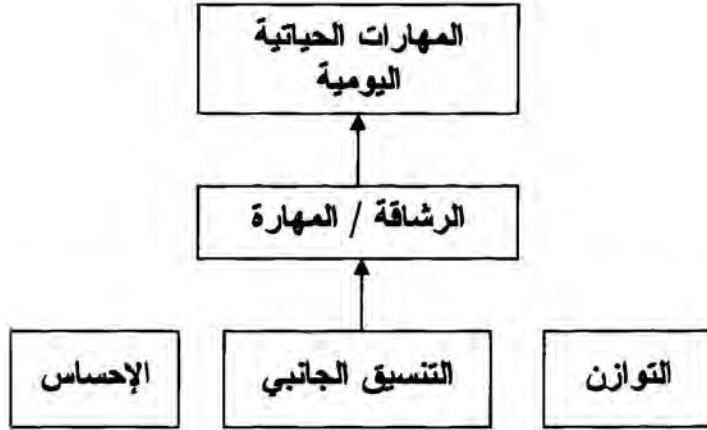 المهارات الحياتية
اليومية
الرشاقة / المهارة
التوازن
التنسيق الجانبي
الإحساس